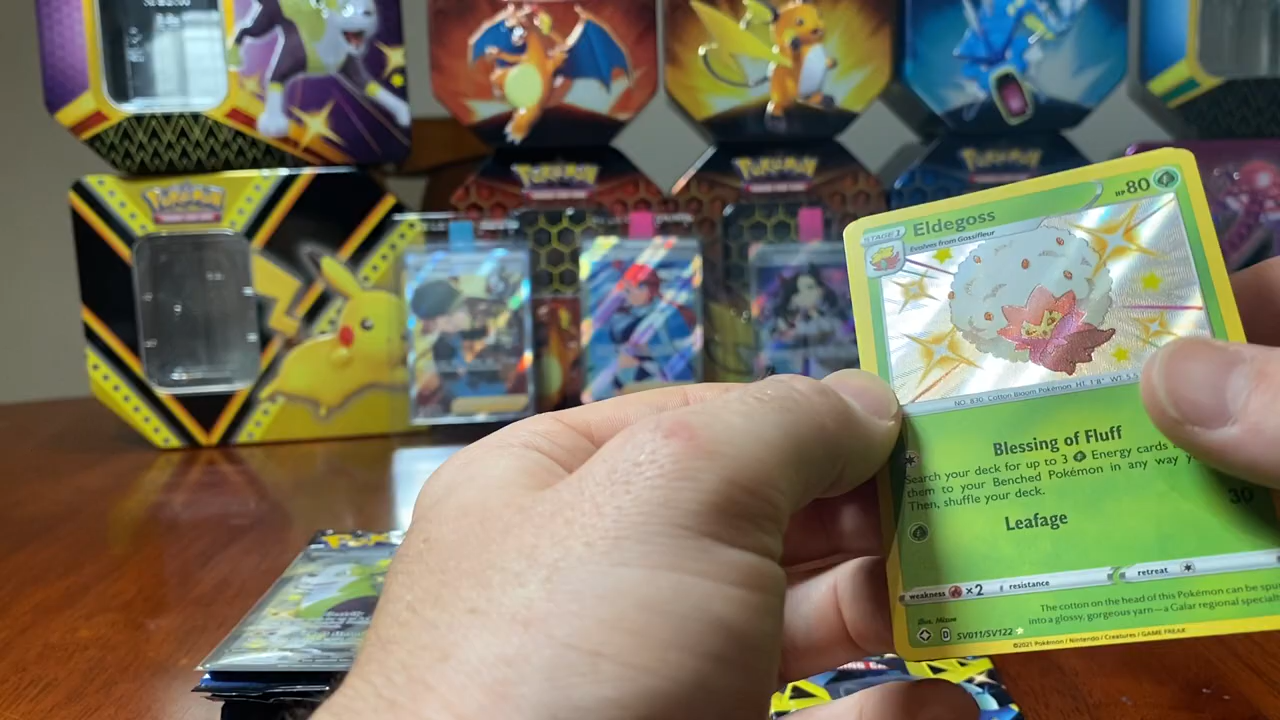 Pokémon
Pokémon
Pokémon
Pokémon
STAGE 1
Eldegoss
HP 80
Evolves from Gossifleur
NO. 830 Cotton Bloom Pokémon HT: 1'8" WT: 5.5
Blessing of Fluff
Search your deck for up to 3 Energy cards
them to your Benched Pokémon in any way
Then, shuffle your deck.
Leafage 30
weakness ×2 resistance retreat
The cotton on the head of this Pokémon can be spu
into a glossy, gorgeous yarn—a Galar regional special
Illus. Mizue
D SV011/SV122
©2021 Pokémon / Nintendo / Creatures / GAME FREAK